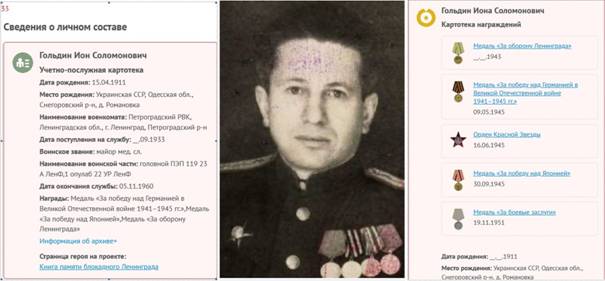 33
Сведения о личном составе
Гольдин Ион Соломонович
Учетно-послужная картотека
Дата рождения: 15.04.1911
Место рождения: Украинская ССР, Одесская обл.,
Снегоровский р-н, д. Романовка
Наименование военкомата: Петроградский РВК,
Ленинградская обл., г. Ленинград, Петроградский р-н
Дата поступления на службу: __.09.1933
Воинское звание: майор мед. сл.
Наименование воинской части: головной ПЭП 119 23
А ЛенФ,1 опулаб 22 УР ЛенФ
Дата окончания службы: 05.11.1960
Награды: Медаль «За победу над Германией в
Великой Отечественной войне 1941–1945 гг.»,Медаль
«За победу над Японией»,Медаль «За оборону
Ленинграда»
Информация об архиве+
Страница героя на проекте:
Книга памяти блокадного Ленинграда
Гольдин Иона Соломонович
Картотека награждений
Медаль «За оборону Ленинграда»
__.__.1943
Медаль «За победу над Германией в
Великой Отечественной войне
1941–1945 гг.»
09.05.1945
Орден Красной Звезды
16.06.1945
Медаль «За победу над Японией»
30.09.1945
Медаль «За боевые заслуги»
19.11.1951
Дата рождения: __.__.1911
Место рождения: Украинская ССР, Одесская обл.,
Снегоровский р-н, д. Романовка